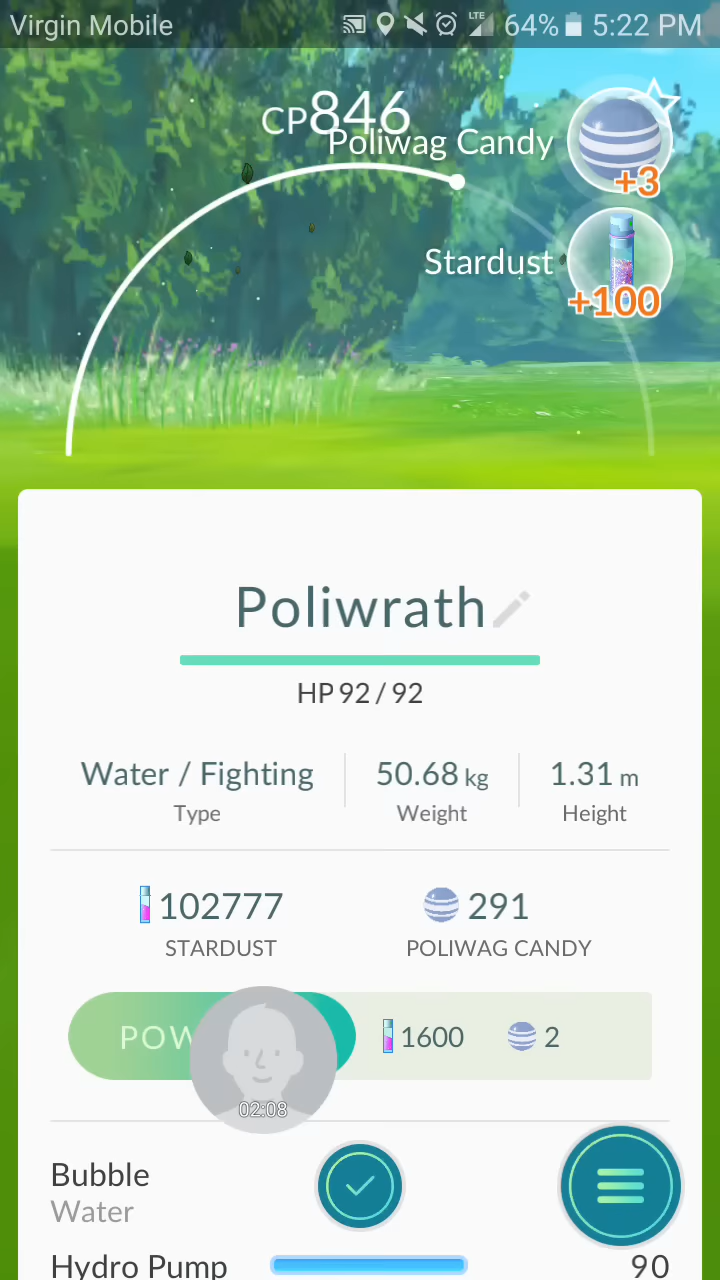 Virgin Mobile LTE 64% 5:22 PM
CP846
Poliwag Candy
+3
Stardust
+100
Poliwrath
HP 92 / 92
Water / Fighting 50.68 kg 1.31 m
Type Weight Height
102777 291
STARDUST POLIWAG CANDY
POW 1600 2
02:08
Bubble
Water
Hydro Pump 90